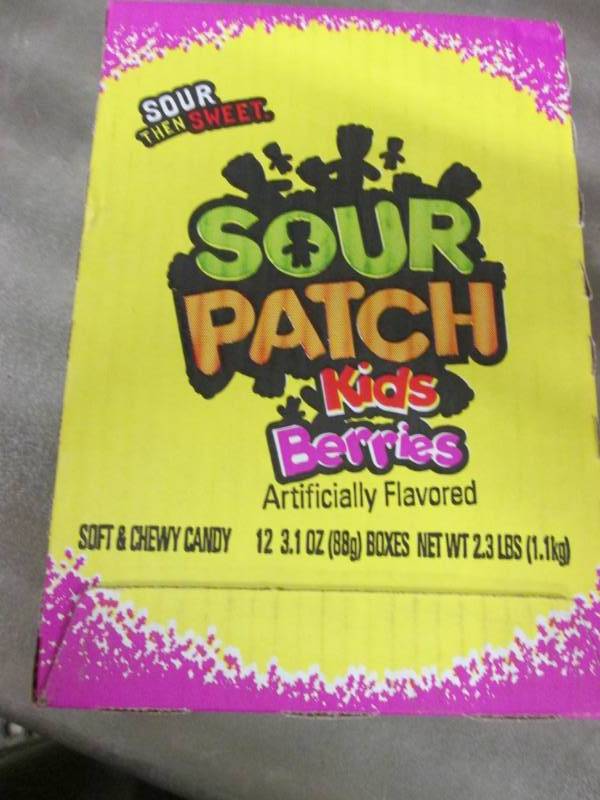 SOUR
THEN SWEET.
SOUR
PATCH
Kids
Berries
Artificially Flavored
SOFT & CHEWY CANDY 12 3.1 OZ (88g) BOXES NET WT 2.3 LBS (1.1kg)